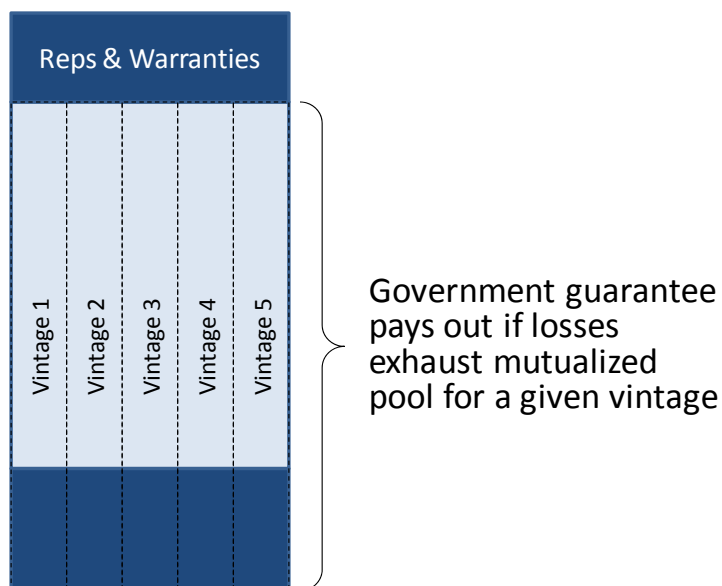 Reps & Warranties
Vintage 1
Vintage 2
Vintage 3
Vintage 4
Vintage 5
Government guarantee
pays out if losses
exhaust mutualized
pool for a given vintage